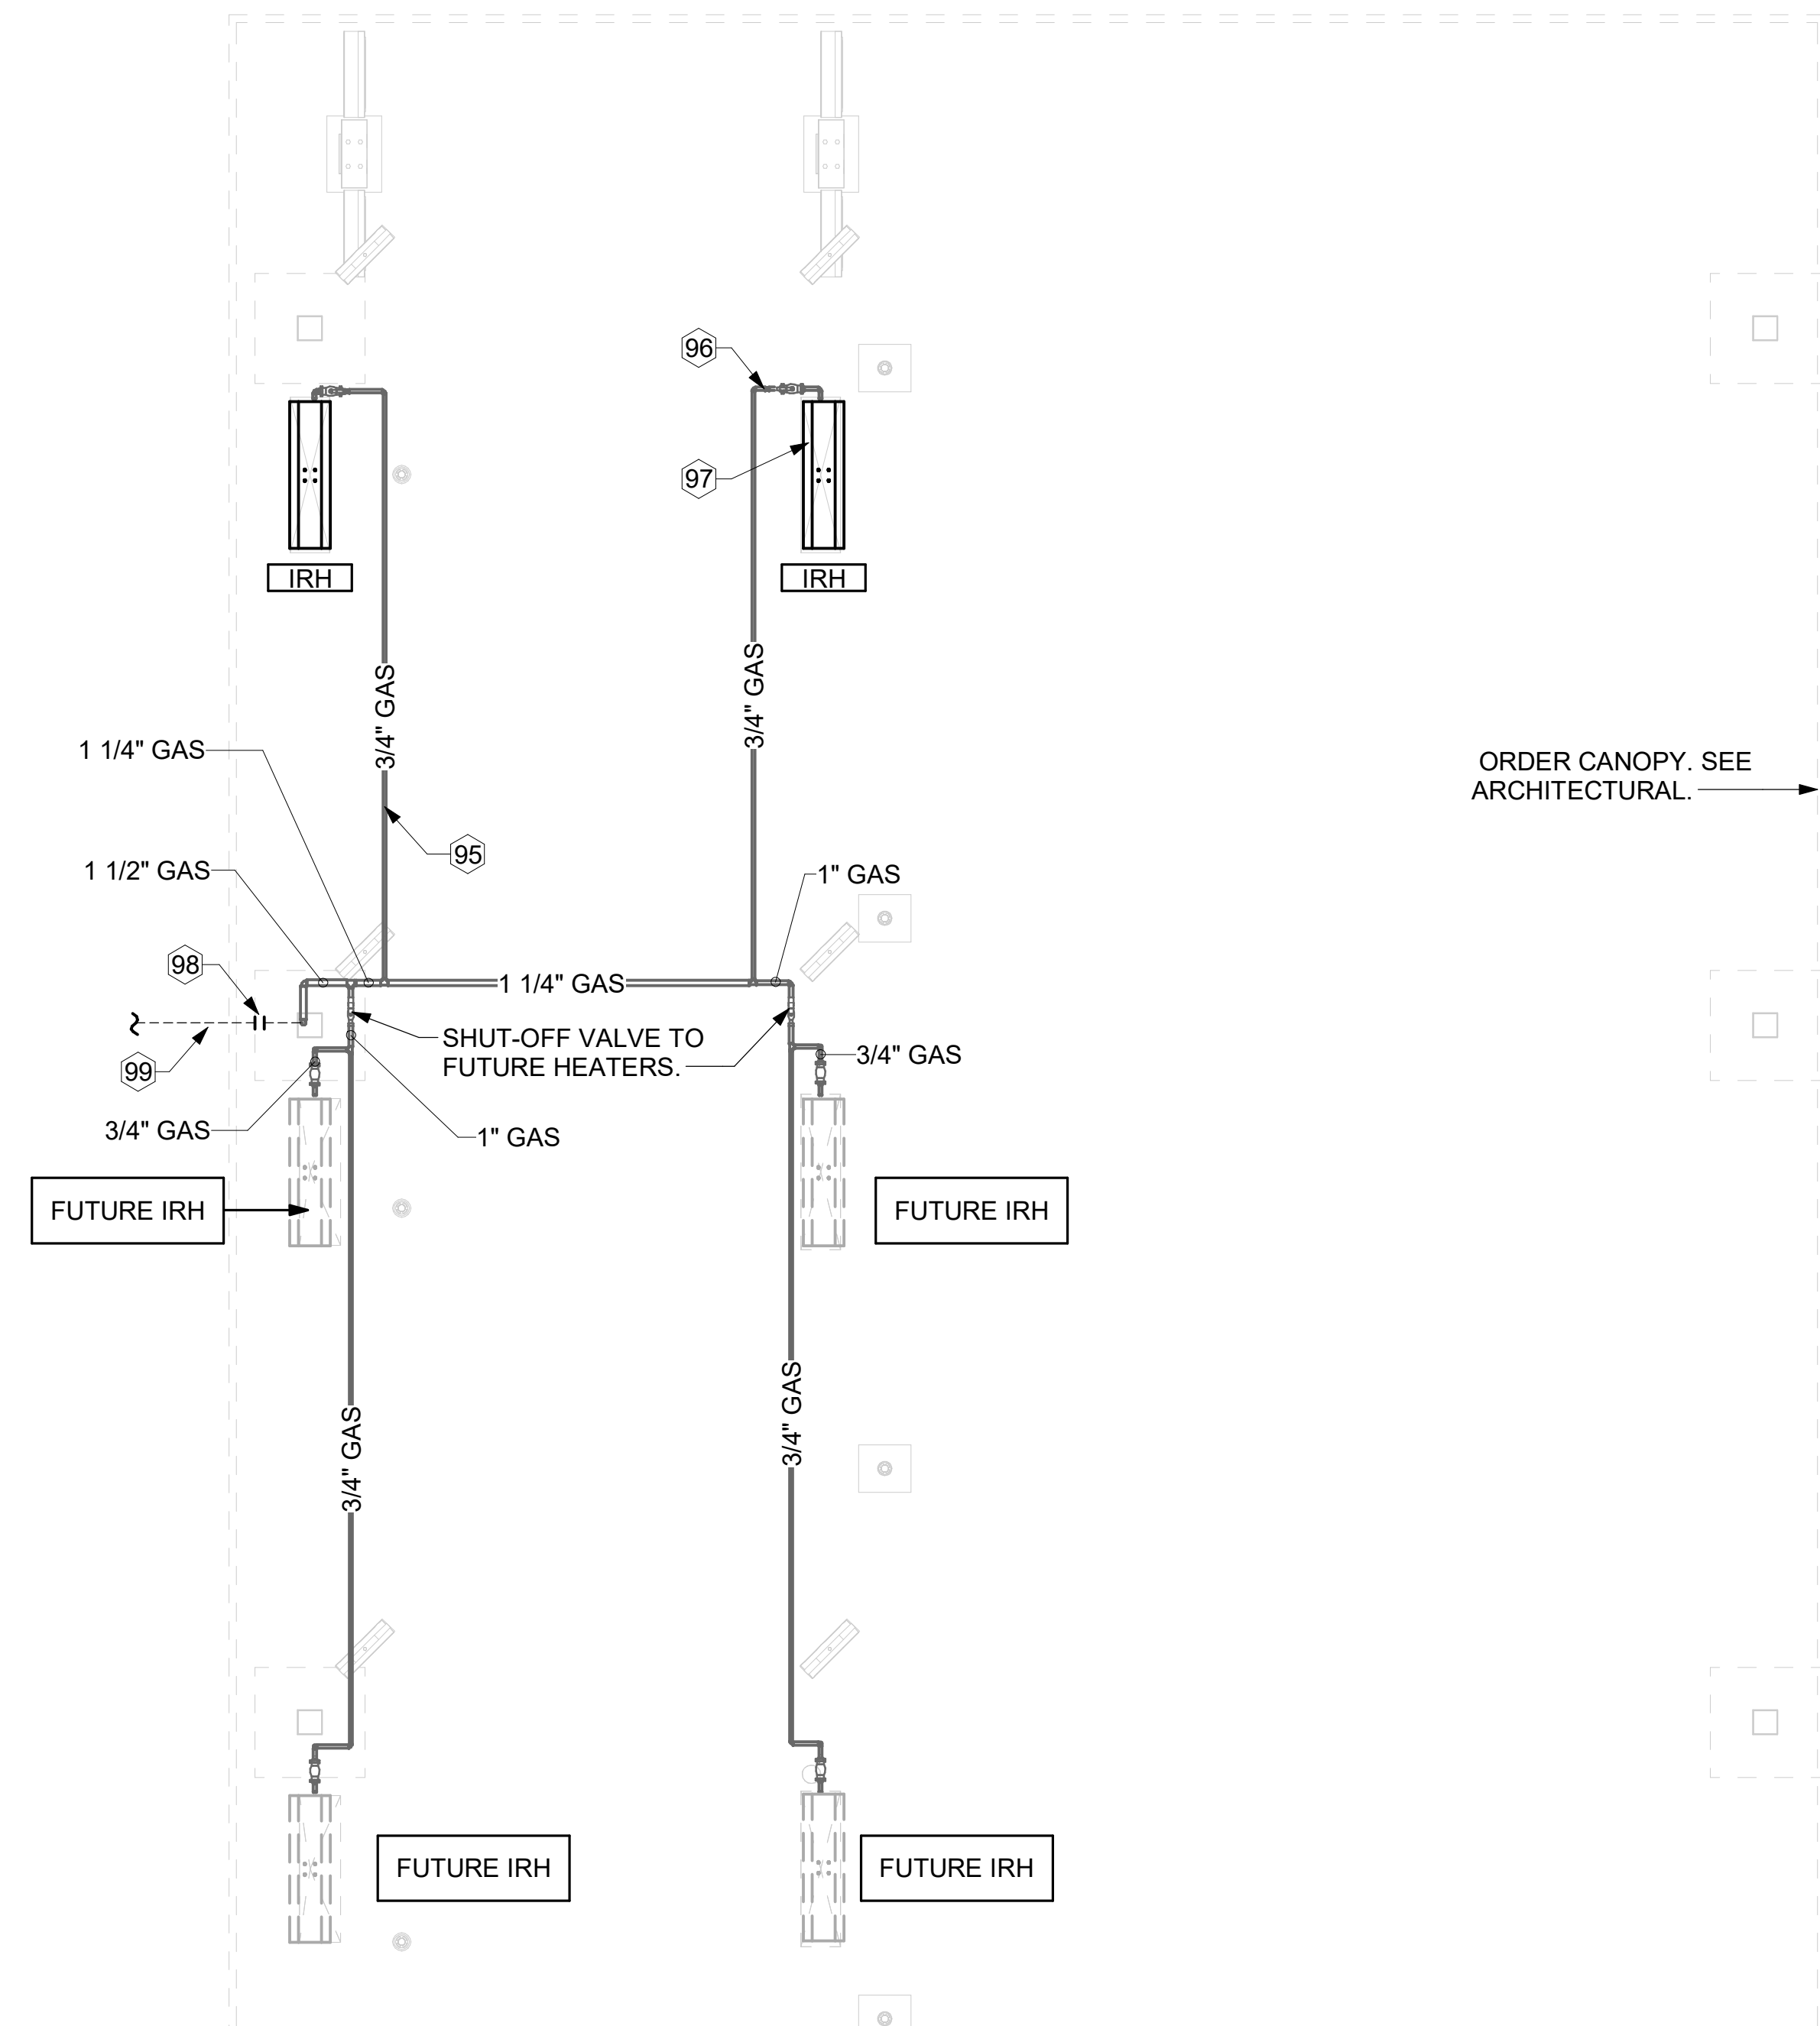 96
97
IRH
IRH
3/4" GAS
3/4" GAS
1 1/4" GAS
ORDER CANOPY. SEE
ARCHITECTURAL.
95
1 1/2" GAS
1" GAS
98
1 1/4" GAS
SHUT-OFF VALVE TO
FUTURE HEATERS.
3/4" GAS
99
3/4" GAS
1" GAS
FUTURE IRH
FUTURE IRH
3/4" GAS
3/4" GAS
FUTURE IRH
FUTURE IRH